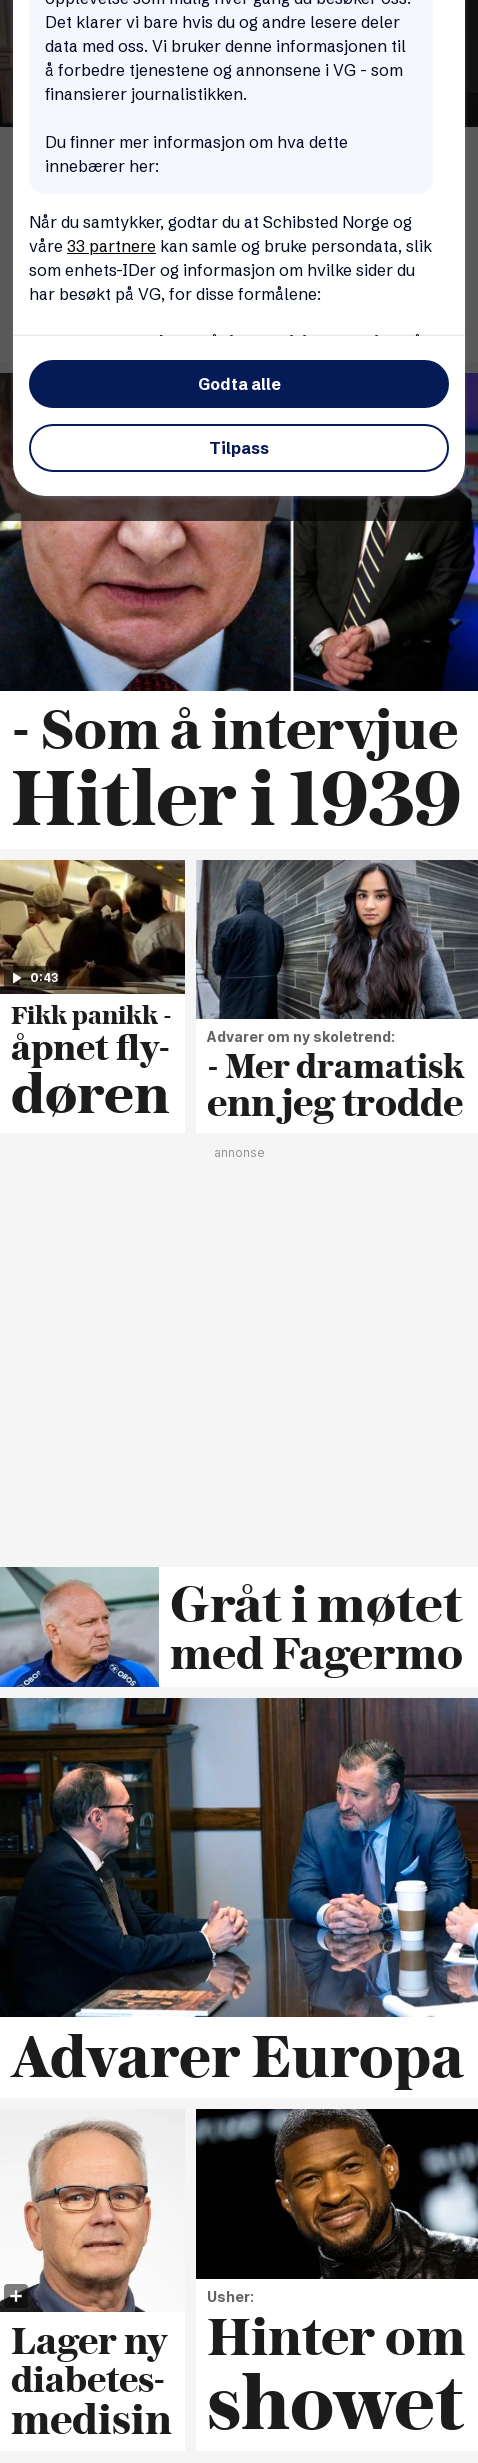 Det klarer vi bare hvis du og andre lesere deler
data med oss. Vi bruker denne informasjonen til
å forbedre tjenestene og annonsene i VG - som
finansierer journalistikken.
Du finner mer informasjon om hva dette
innebærer her:
Når du samtykker, godtar du at Schibsted Norge og
våre 33 partnere kan samle og bruke persondata, slik
som enhets-IDer og informasjon om hvilke sider du
har besøkt på VG, for disse formålene:
Godta alle
Tilpass
- Som å intervjue
Hitler i 1939
0:43
Fikk panikk -
åpnet fly-
døren
Advarer om ny skoletrend:
- Mer dramatisk
enn jeg trodde
annonse
OBOS
OBOS
Gråt i møtet
med Fagermo
Advarer Europa
Lager ny
diabetes-
medisin
Usher:
Hinter om
showet